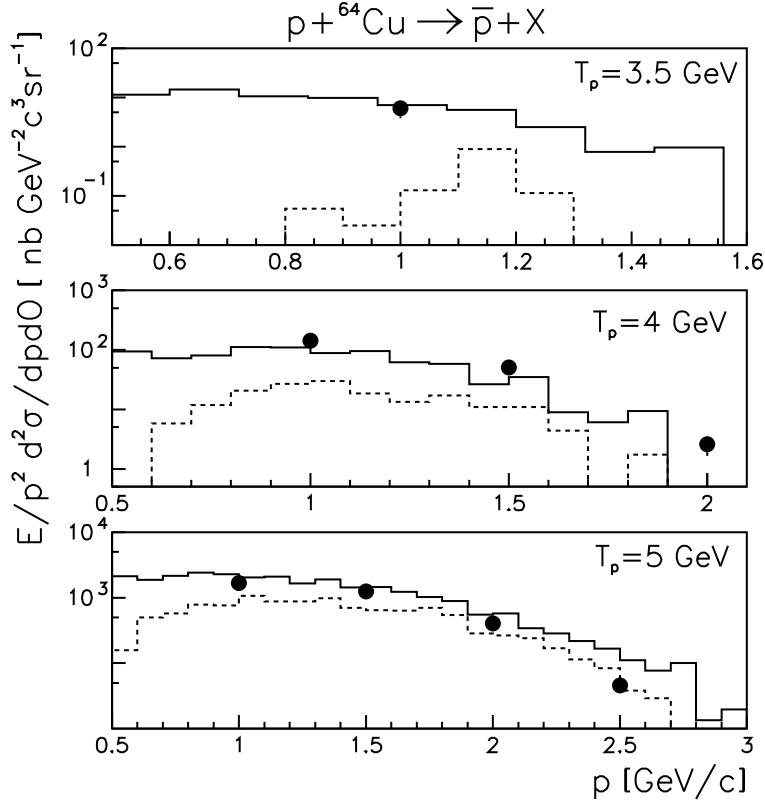 p+⁶⁴Cu → p̅+X
E/p² d²σ/dpdO [ nb GeV⁻²c³sr⁻¹]
10²
10⁻¹
Tₚ=3.5 GeV
0.6 0.8 1 1.2 1.4 1.6
10³
10²
1
Tₚ=4 GeV
0.5 1 1.5 2
10⁴
10³
Tₚ=5 GeV
0.5 1 1.5 2 2.5 3
p [GeV/c]